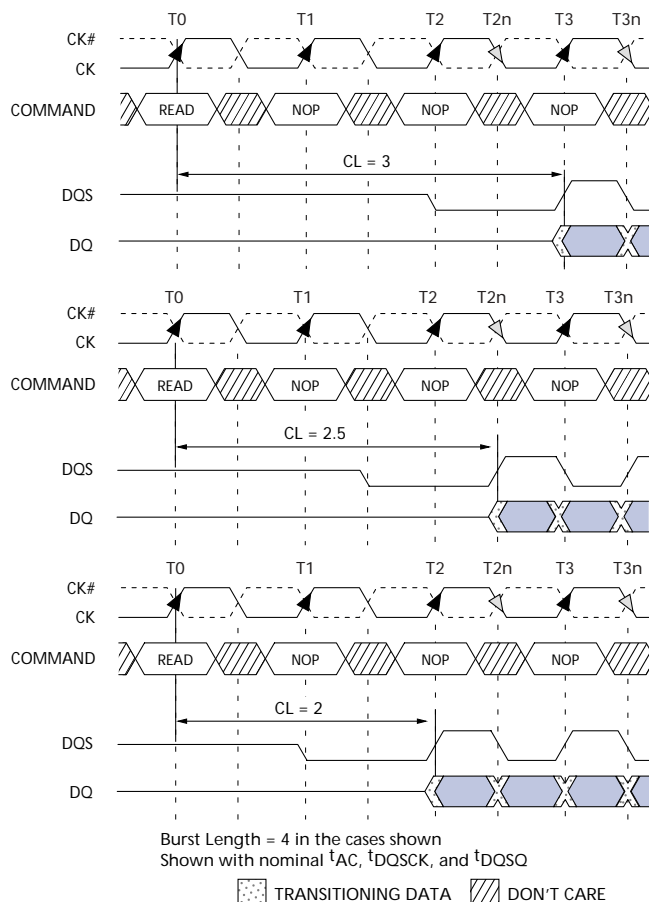 T0 T1 T2 T2n T3 T3n
CK#
CK
COMMAND READ NOP NOP NOP
CL = 3
DQS
DQ
T0 T1 T2 T2n T3 T3n
CK#
CK
COMMAND READ NOP NOP NOP
CL = 2.5
DQS
DQ
T0 T1 T2 T2n T3 T3n
CK#
CK
COMMAND READ NOP NOP NOP
CL = 2
DQS
DQ
Burst Length = 4 in the cases shown
Shown with nominal tAC, tDQSCK, and tDQSQ
TRANSITIONING DATA DON'T CARE